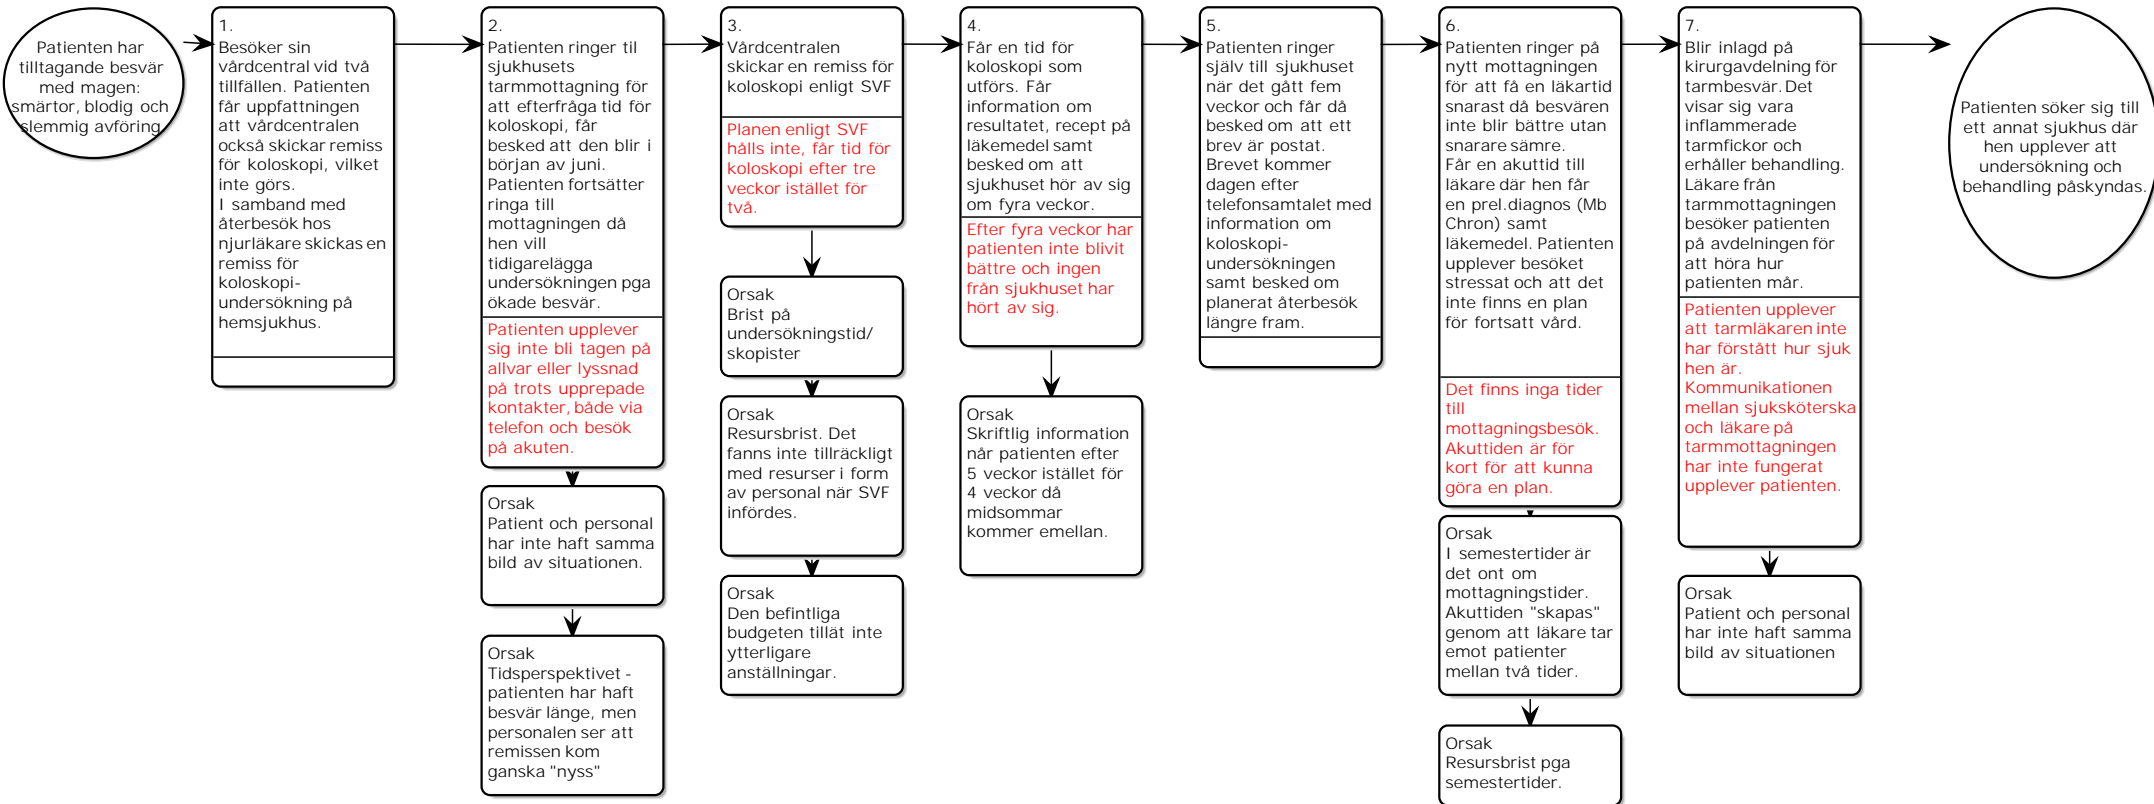 Patienten har
tilltagande besvär
med magen:
smärtor, blodig och
slemmig avföring
1.
Besöker sin
vårdcentral vid två
tillfällen. Patienten
får uppfattningen
att vårdcentralen
också skickar remiss
för koloskopi, vilket
inte görs.
I samband med
återbesök hos
njurläkare skickas en
remiss för
koloskopi-
undersökning på
hemsjukhus.
2.
Patienten ringer til
sjukhusets
tarmmottagning för
att efterfråga tid för
koloskopi, får
besked att den blir i
början av juni.
Patienten fortsätter
ringa till
mottagningen då
hen vill
tidigarelägga
undersökningen pga
ökade besvär.
Patienten upplever
sig inte bli tagen på
allvar eller lyssnad
på trots upprepade
kontakter, både via
telefon och besök
på akuten.
Orsak
Patient och personal
har inte haft samma
bild av situationen.
Orsak
Tidsperspektivet -
patienten har haft
besvär länge, men
personalen ser att
remissen kom
ganska "nyss"
3.
Vårdcentralen
skickar en remiss för
koloskopi enligt SVF
Planen enligt SVF
hålls inte, får tid för
koloskopi efter tre
veckor istället för
två.
Orsak
Brist på
undersökningstid/
skopister
Orsak
Resursbrist. Det
fanns inte tillräckligt
med resurser i form
av personal när SVF
infördes.
Orsak
Den befintliga
budgeten tillät inte
ytterligare
anställningar.
4.
Får en tid för
koloskopi som
utförs. Får
information om
resultatet, recept på
läkemedel samt
besked om att
sjukhuset hör av sig
om fyra veckor.
Efter fyra veckor har
patienten inte blivit
bättre och ingen
från sjukhuset har
hört av sig.
Orsak
Skriftlig information
når patienten efter
5 veckor istället för
4 veckor då
midsommar
kommer emellan.
5.
Patienten ringer
själv till sjukhuset
när det gått fem
veckor och får då
besked om att ett
brev är postat.
Brevet kommer
dagen efter
telefonsamtalet med
information om
koloskopi-
undersökningen
samt besked om
planerat återbesök
längre fram.
6.
Patienten ringer på
nytt mottagningen
för att få en läkartid
snarast då besvären
inte blir bättre utan
snarare sämre.
Får en akuttid till
läkare där hen får
en prel.diagnos (Mb
Chron) samt
läkemedel. Patienten
upplever besöket
stressat och att det
inte finns en plan
för fortsatt vård.
Det finns inga tider
till
mottagningsbesök.
Akuttiden är för
kort för att kunna
göra en plan.
Orsak
I semestertider är
det ont om
mottagningstider.
Akuttiden "skapas"
genom att läkare tar
emot patienter
mellan två tider.
Orsak
Resursbrist pga
semestertider.
7.
Blir inlagd på
kirurgavdelning för
tarmbesvär. Det
visar sig vara
inflammerade
tarmfickor och
erhåller behandling.
Läkare från
tarmmottagningen
besöker patienten
på avdelningen för
att höra hur
patienten mår.
Patienten upplever
att tarmläkaren inte
har förstått hur sjuk
hen är.
Kommunikationen
mellan sjuksköterska
och läkare på
tarmmottagningen
har inte fungerat
upplever patienten.
Orsak
Patient och personal
har inte haft samma
bild av situationen
Patienten söker sig till
ett annat sjukhus där
hen upplever att
undersökning och
behandling påskyndas.